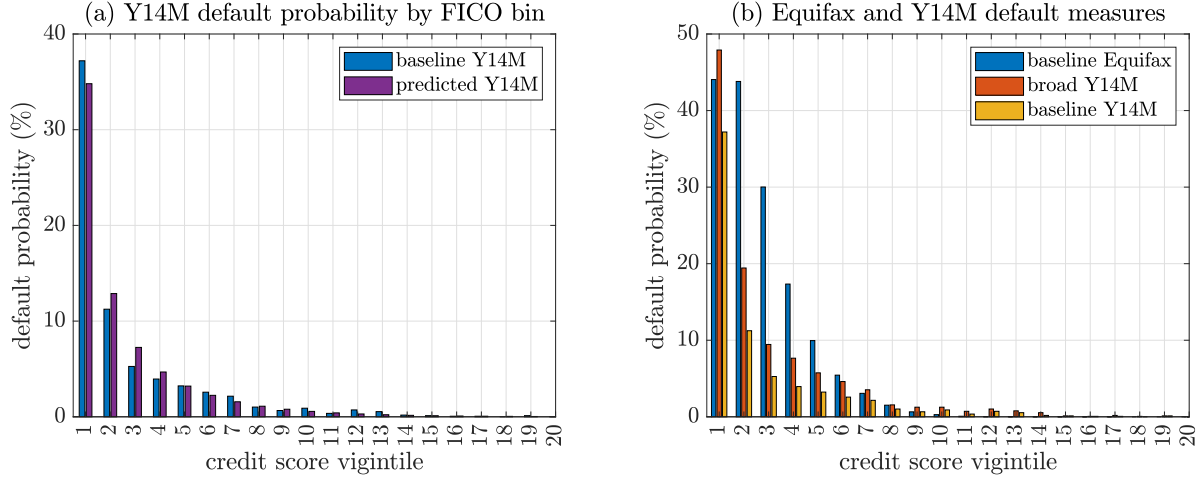 (a) Y14M default probability by FICO bin
baseline Y14M
predicted Y14M
default probability (%)
40
30
20
10
0
1 2 3 4 5 6 7 8 9 10 11 12 13 14 15 16 17 18 19 20
credit score vigintile
(b) Equifax and Y14M default measures
baseline Equifax
broad Y14M
baseline Y14M
default probability (%)
50
40
30
20
10
0
1 2 3 4 5 6 7 8 9 10 11 12 13 14 15 16 17 18 19 20
credit score vigintile